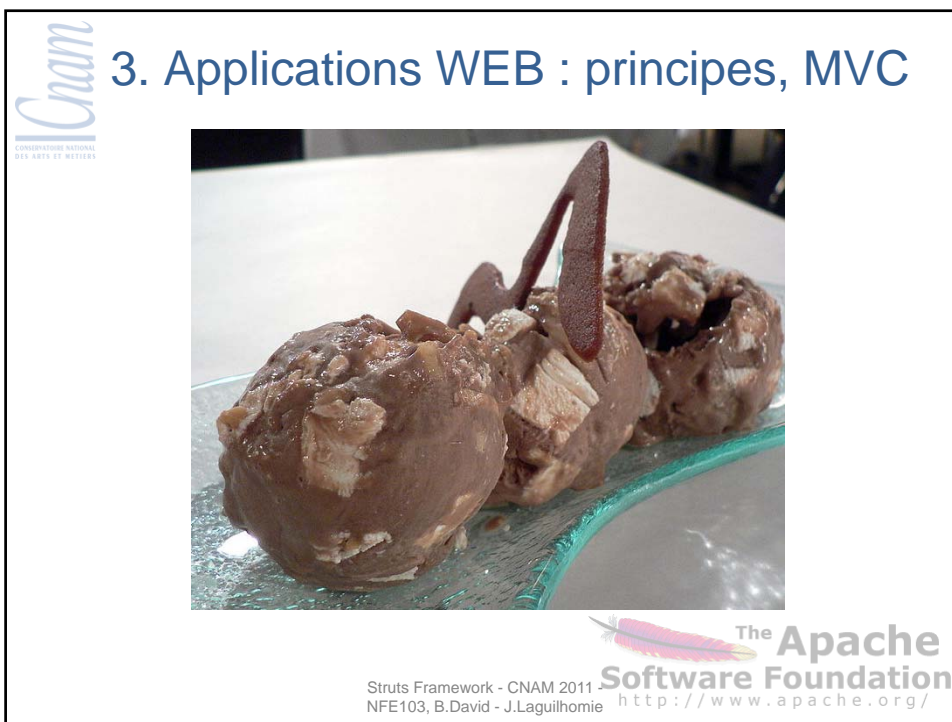 Cnam
CONSERVATOIRE NATIONAL
DES ARTS ET METIERS
3. Applications WEB : principes, MVC
The Apache
Software Foundation
http://www.apache.org/
Struts Framework - CNAM 2011 -
NFE103, B.David - J.Laguilhomie